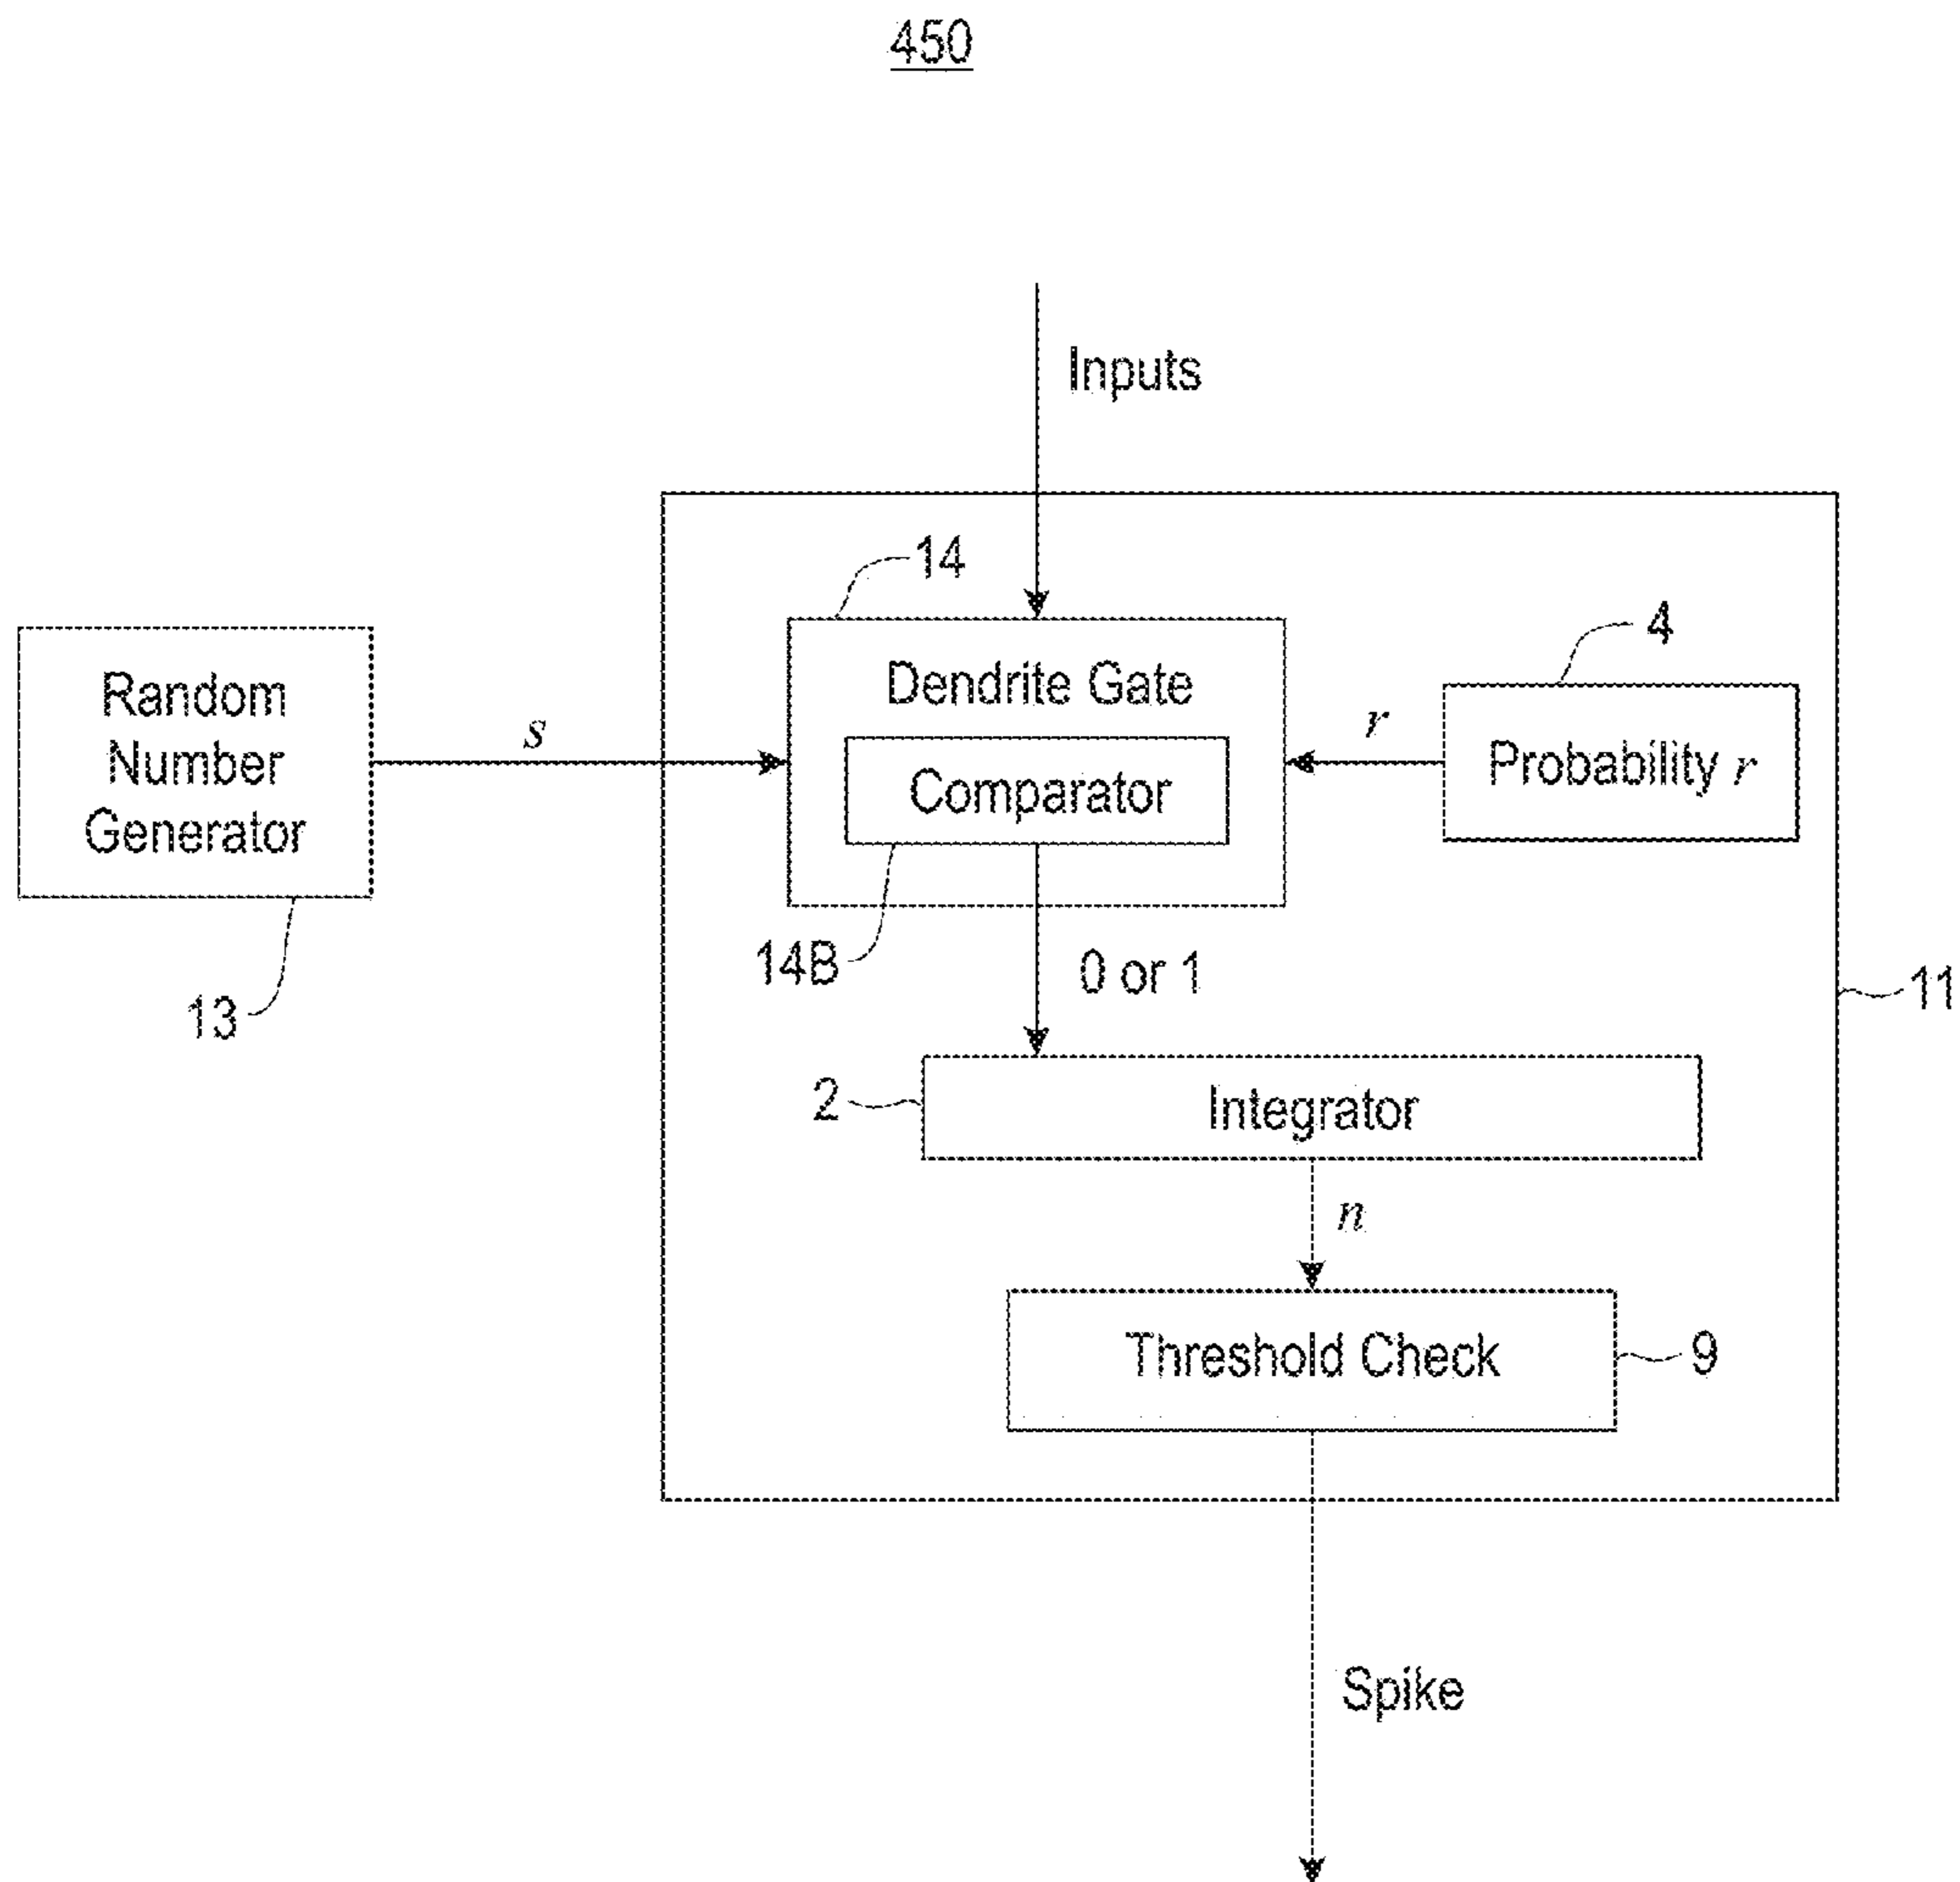 450
Inputs
14
4
Random
Number
Generator
s
Dendrite Gate
r
Probability r
Comparator
14B
0 or 1
13
11
2
Integrator
n
Threshold Check
9
Spike